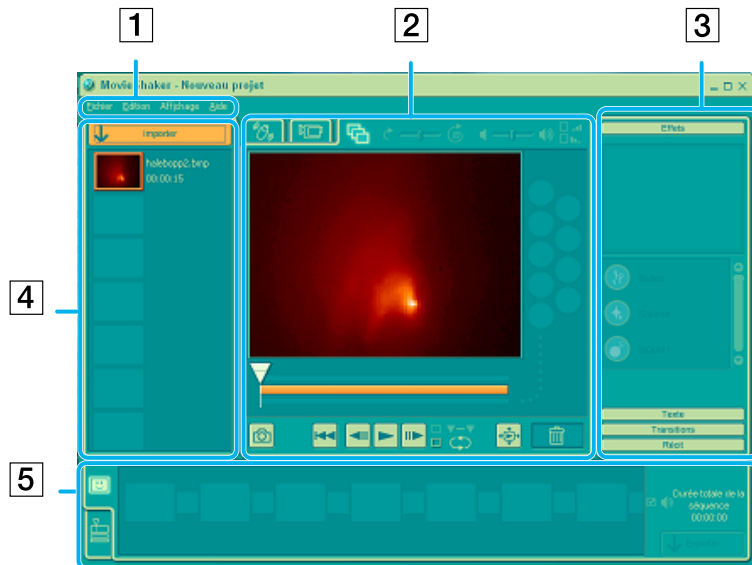 1
2
3
MovieShaker - Nouveau projet
Fichier Edition Affichage Aide
Importer
Effets
halebopp2.bmp
00:00:15
4
Texte
Transitions
Récit
5
Durée totale de la
séquence
00:00:00